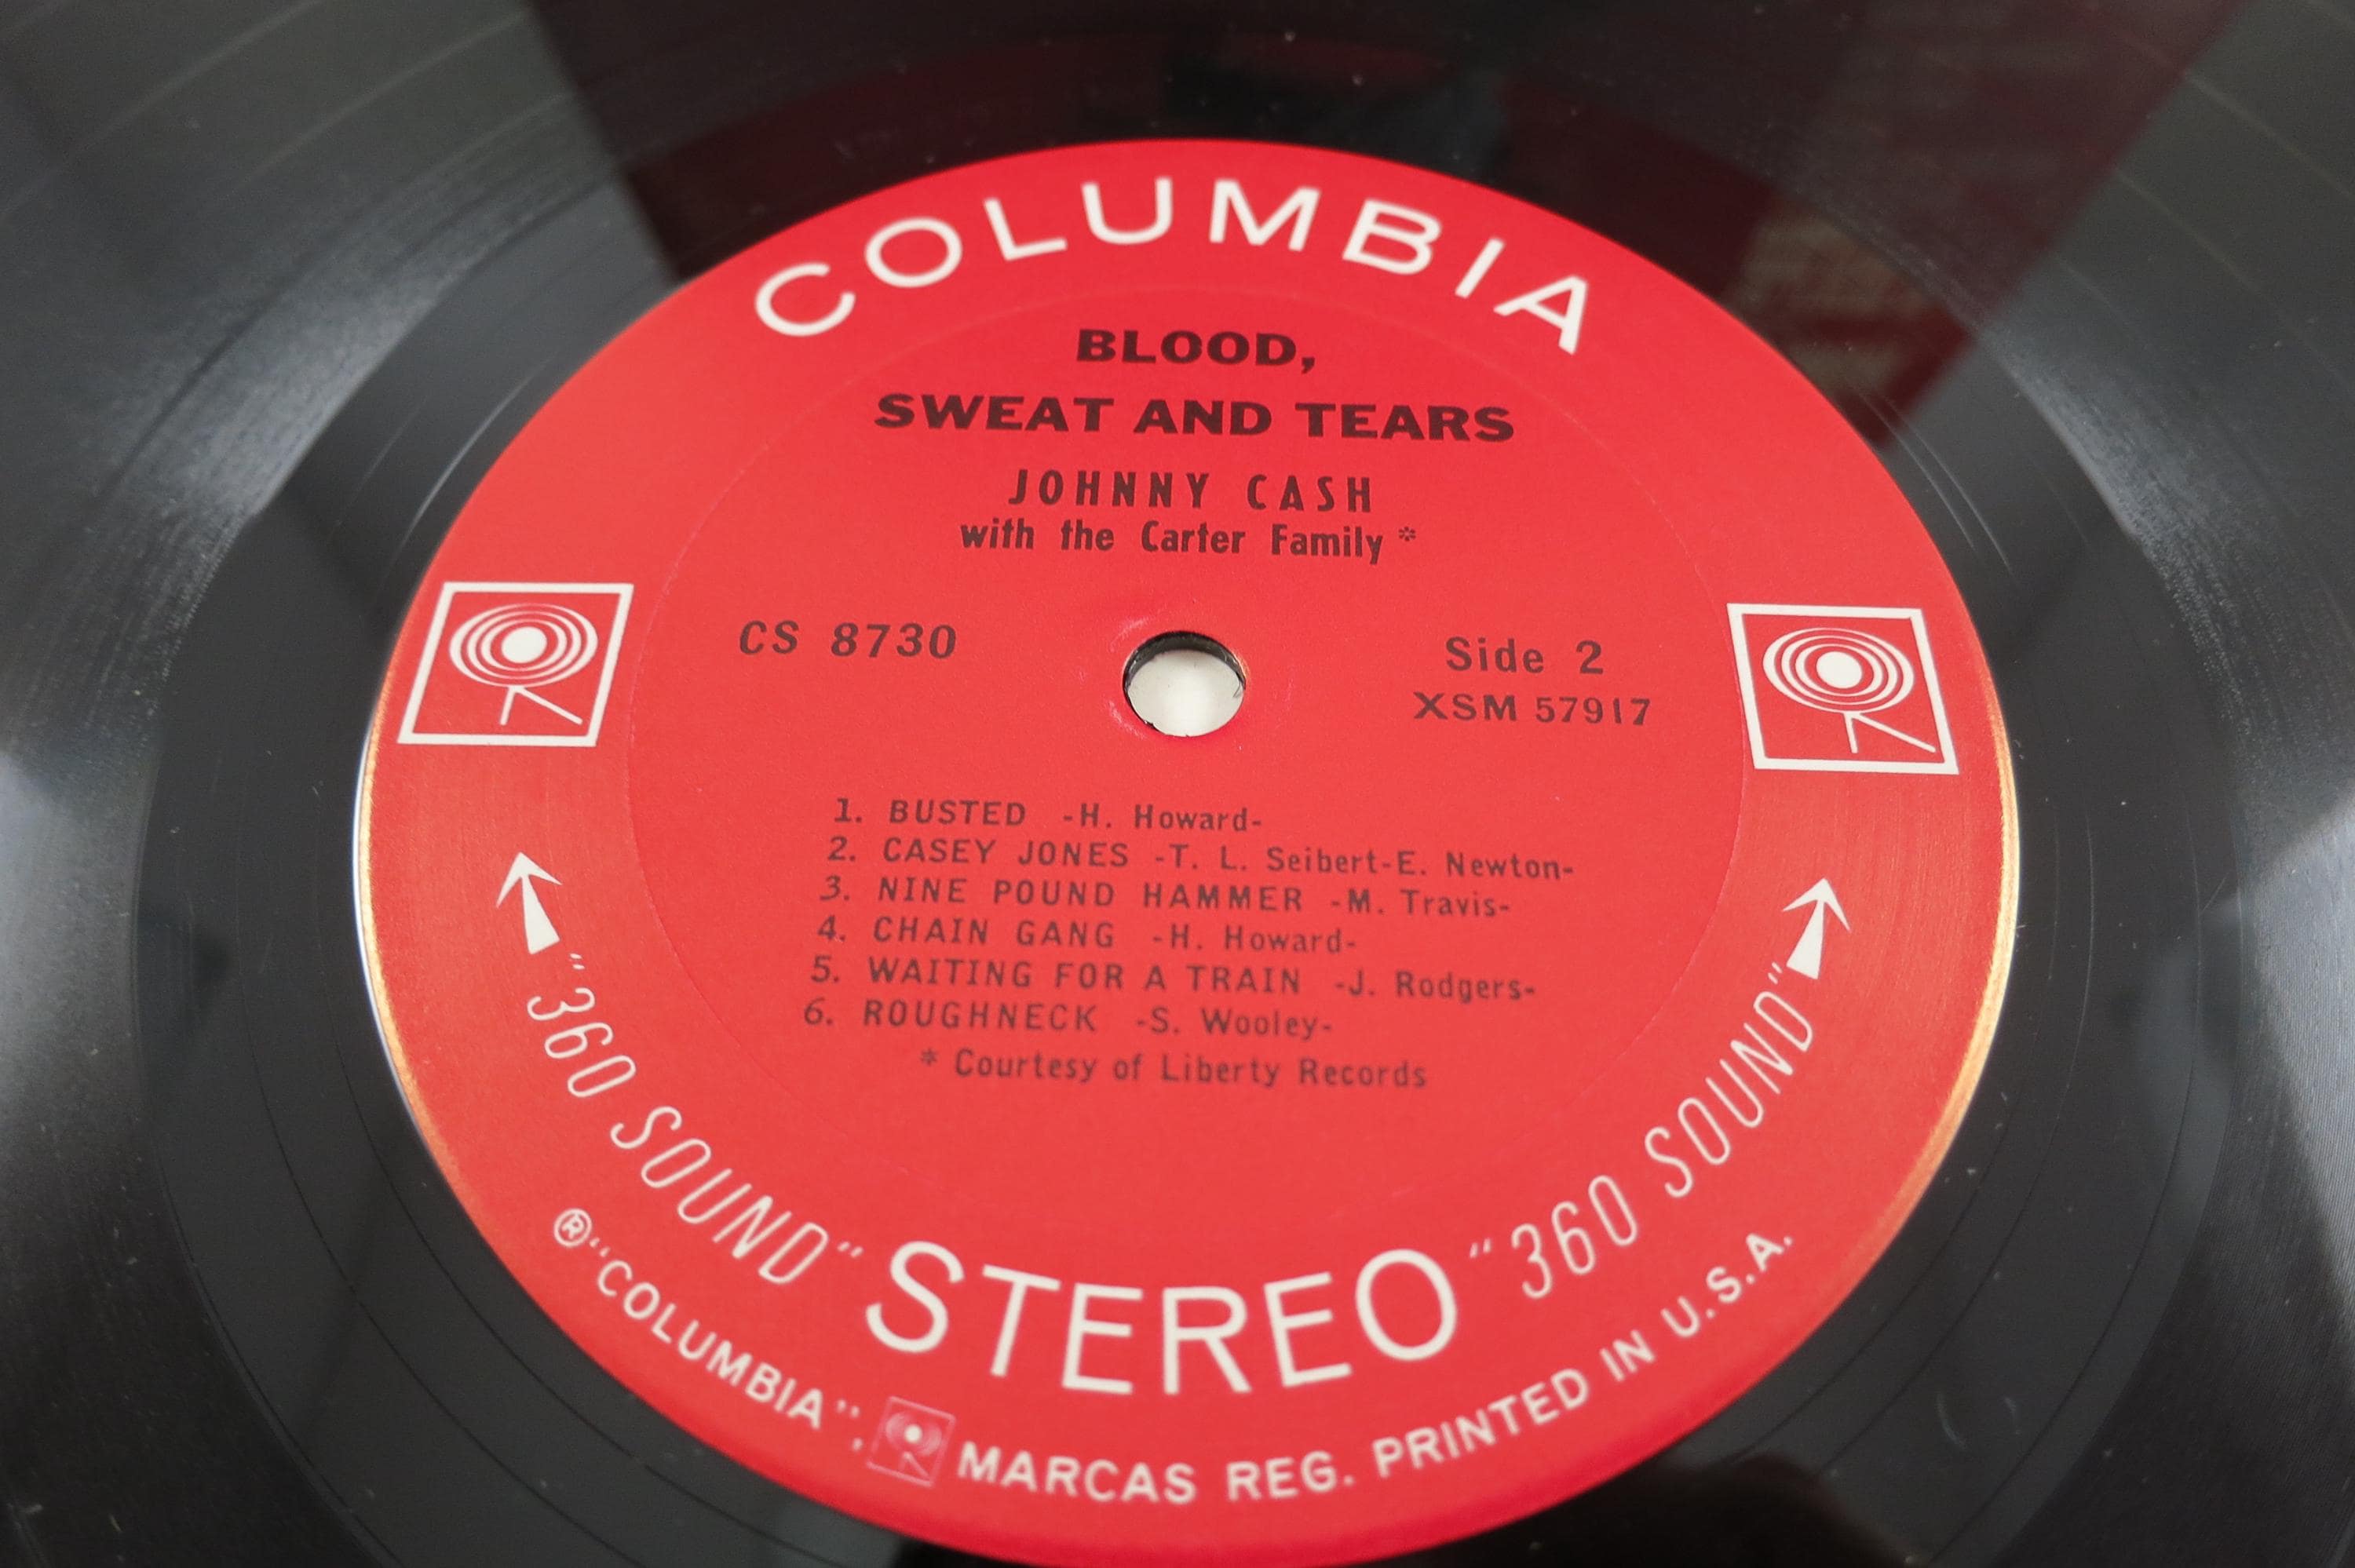 COLUMBIA
BLOOD,
SWEAT AND TEARS
JOHNNY CASH
with the Carter Family *
CS 8730
Side 2
XSM 57917
1. BUSTED -H. Howard-
2. CASEY JONES -T. L. Seibert-E. Newton-
3. NINE POUND HAMMER -M. Travis-
4. CHAIN GANG -H. Howard-
5. WAITING FOR A TRAIN -J. Rodgers-
6. ROUGHNECK -S. Wooley-
* Courtesy of Liberty Records
"360 SOUND" STEREO "360 SOUND"
®"COLUMBIA", MARCAS REG. PRINTED IN U.S.A.